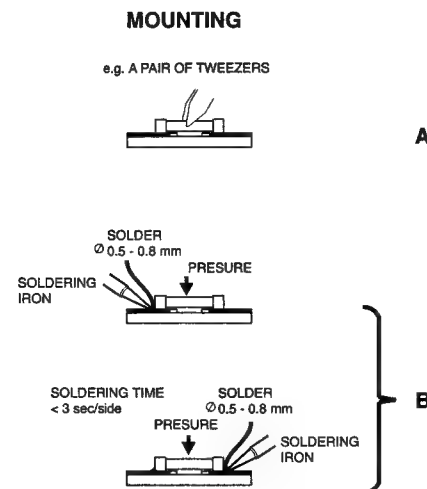 MOUNTING
e.g. A PAIR OF TWEEZERS
A
SOLDER
Ø 0.5 - 0.8 mm
PRESURE
SOLDERING
IRON
B
SOLDERING TIME
< 3 sec/side
SOLDER
Ø 0.5 - 0.8 mm
PRESURE
SOLDERING
IRON